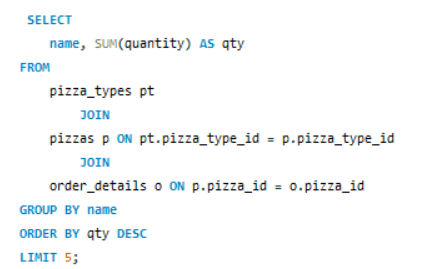 SELECT
name, SUM(quantity) AS qty
FROM
pizza_types pt
JOIN
pizzas p ON pt.pizza_type_id = p.pizza_type_id
JOIN
order_details o ON p.pizza_id = o.pizza_id
GROUP BY name
ORDER BY qty DESC
LIMIT 5;